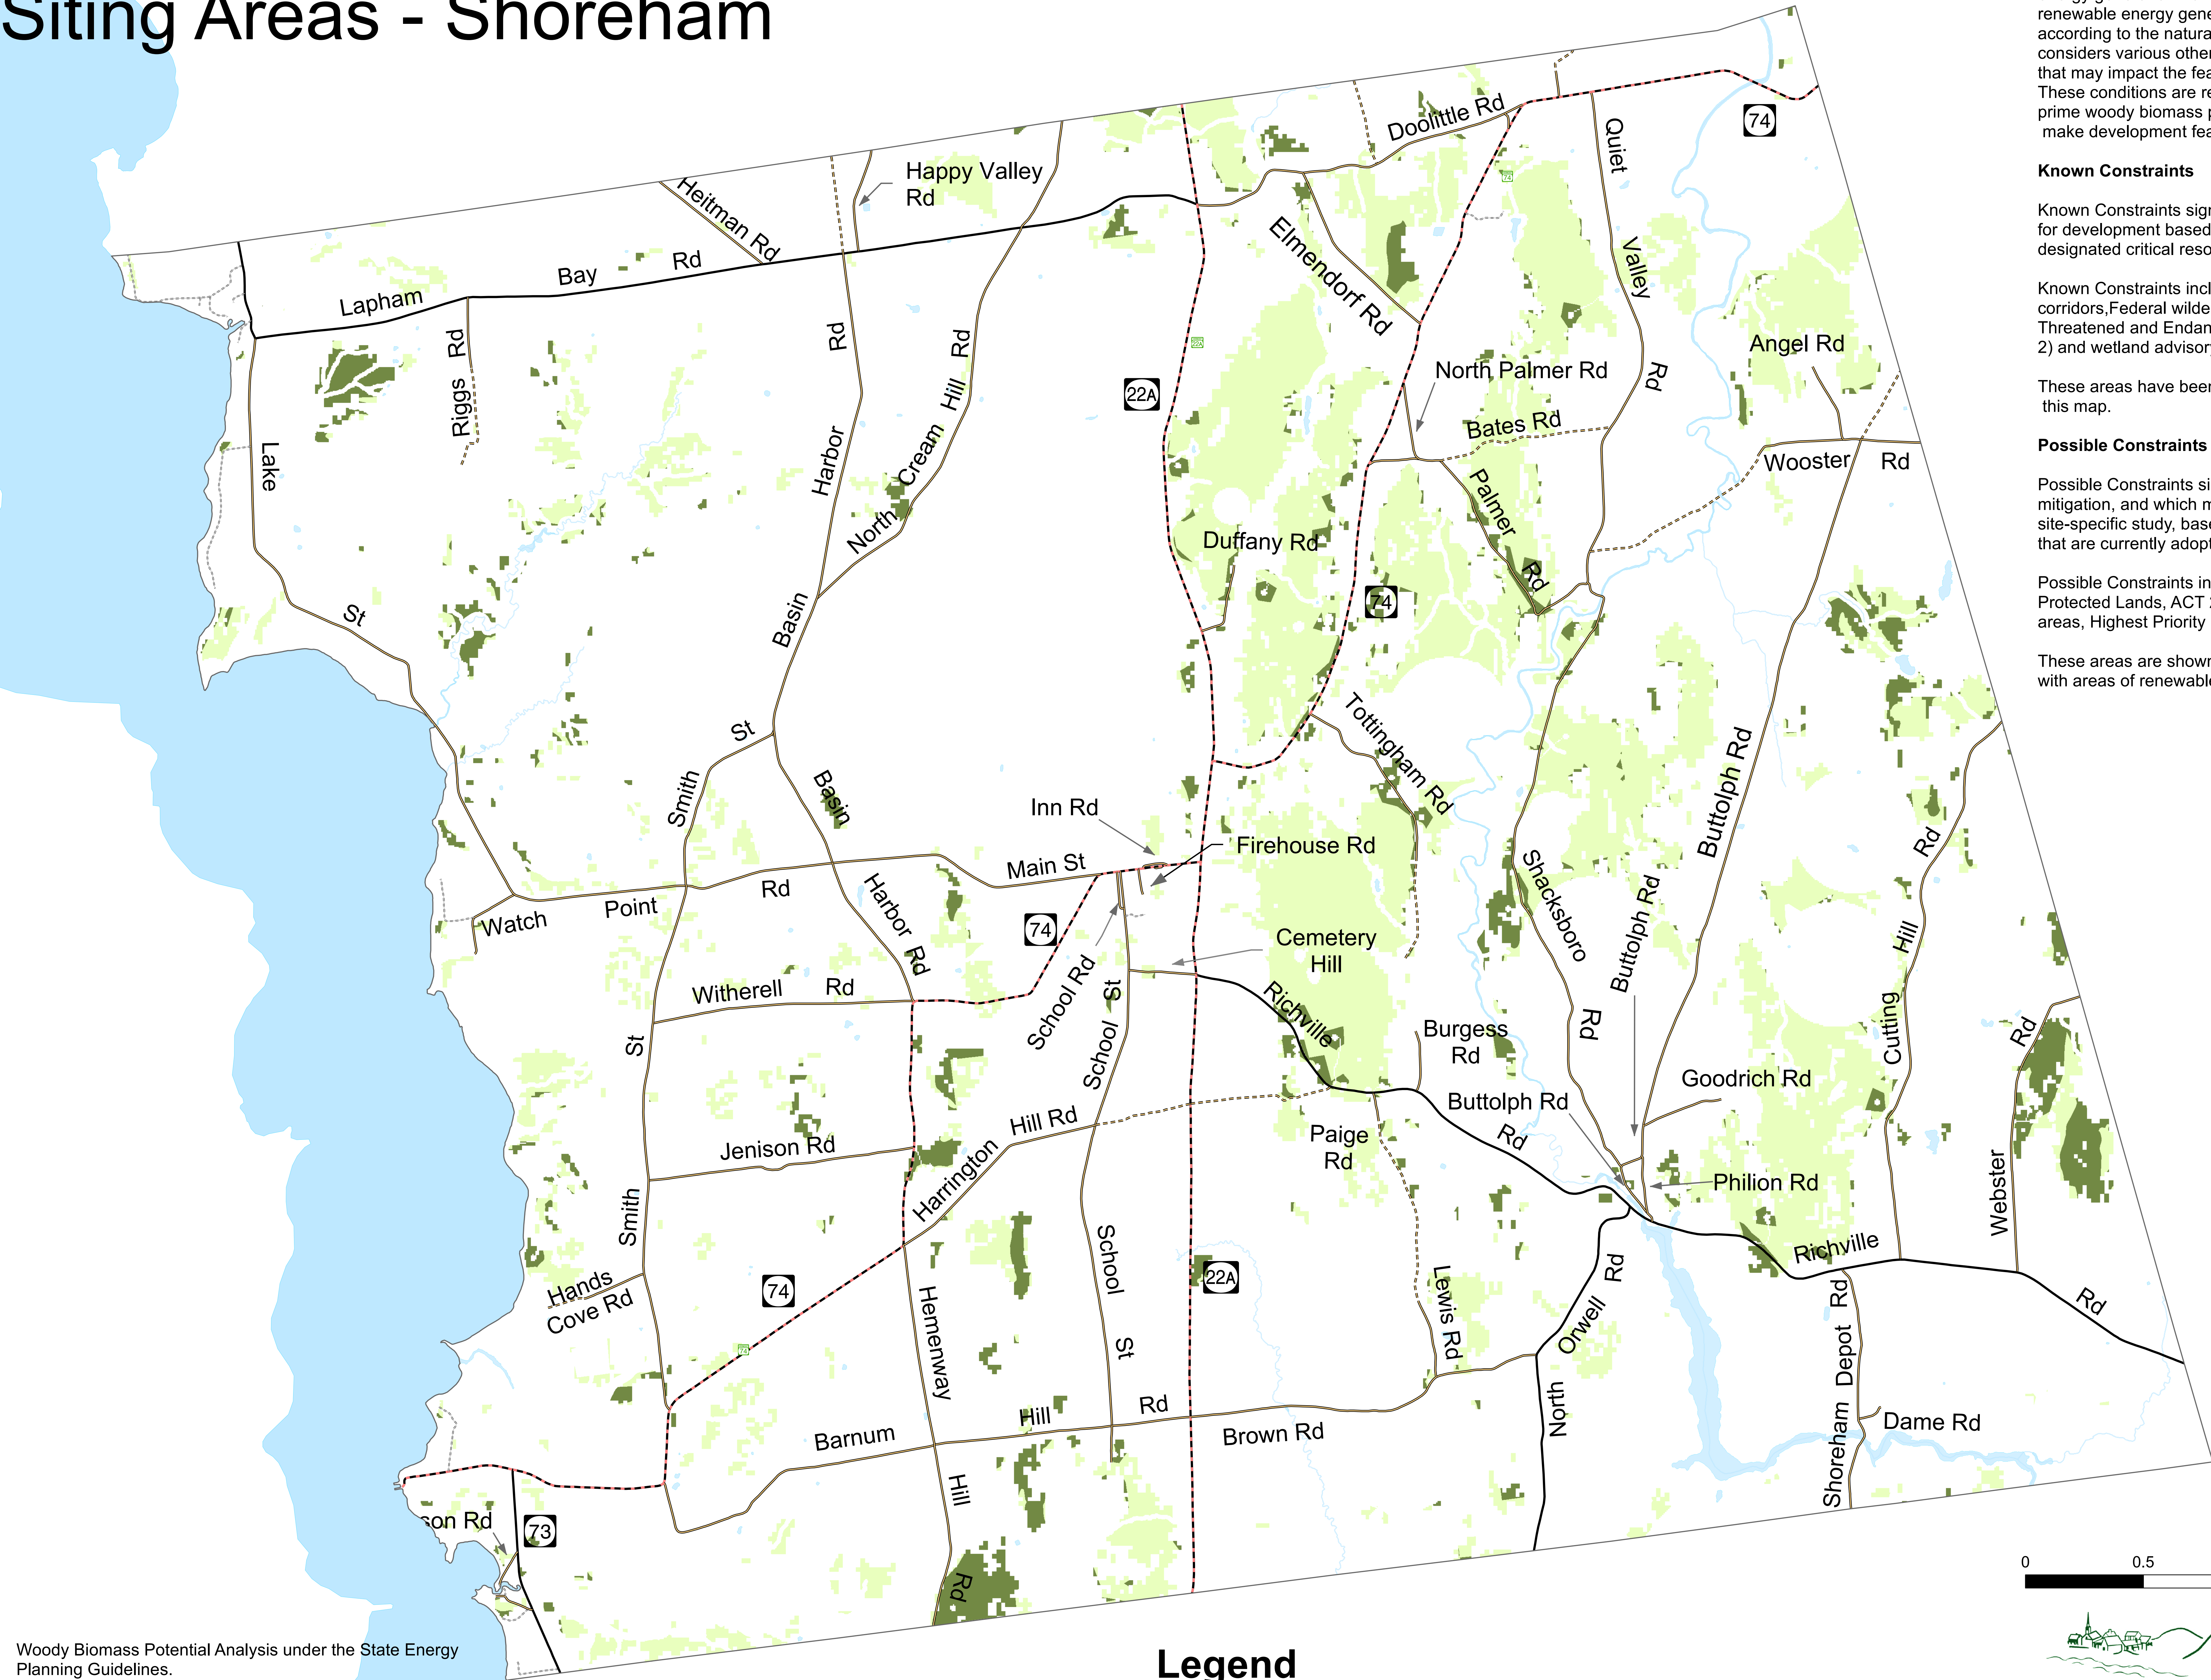 Siting Areas - Shoreham
renewable energy gene
according to the natura
considers various other
that may impact the fea
These conditions are re
prime woody biomass p
make development fea
Known Constraints
Known Constraints sign
for development based
designated critical reso
Known Constraints incl
corridors,Federal wilde
Threatened and Endan
2) and wetland advisory
These areas have been
this map.
Possible Constraints
Possible Constraints si
mitigation, and which m
site-specific study, base
that are currently adopt
Possible Constraints in
Protected Lands, ACT 2
areas, Highest Priority
These areas are shown
with areas of renewable
74
Doolittle Rd
Quiet
Valley
Rd
Happy Valley
Rd
Heitman Rd
Lapham
Bay
Rd
Elmendorf Rd
74
22A
Riggs Rd
Rd
Harbor
Basin
North
Cream
Hill
Rd
22A
North Palmer Rd
Angel Rd
Bates Rd
Wooster
Rd
Lake
St
Palmer
Rd
Duffany Rd
74
Tottingham Rd
St
Smith
Basin
Harbor Rd
Buttolph Rd
Inn Rd
Firehouse Rd
Main St
Shacksboro
Rd
Buttolph Rd
Cutting
Hill
Rd
Watch
Point
Rd
74
School Rd
Cemetery
Hill
School
St
Richville
Witherell
Rd
St
Burgess
Rd
Webster
Rd
Goodrich Rd
Buttolph Rd
Rd
Hill Rd
Harrington
Jenison Rd
Paige
Rd
Philion Rd
Smith
School
St
22A
Richville
Rd
Hands
Cove Rd
74
Hemenway
Hill
Rd
Lewis Rd
Orwell
Rd
North
Shoreham
Depot
Rd
74
Barnum
Hill
Rd
Brown Rd
Dame Rd
son Rd
73
0
0.5
Woody Biomass Potential Analysis under the State Energy
Planning Guidelines.
Legend